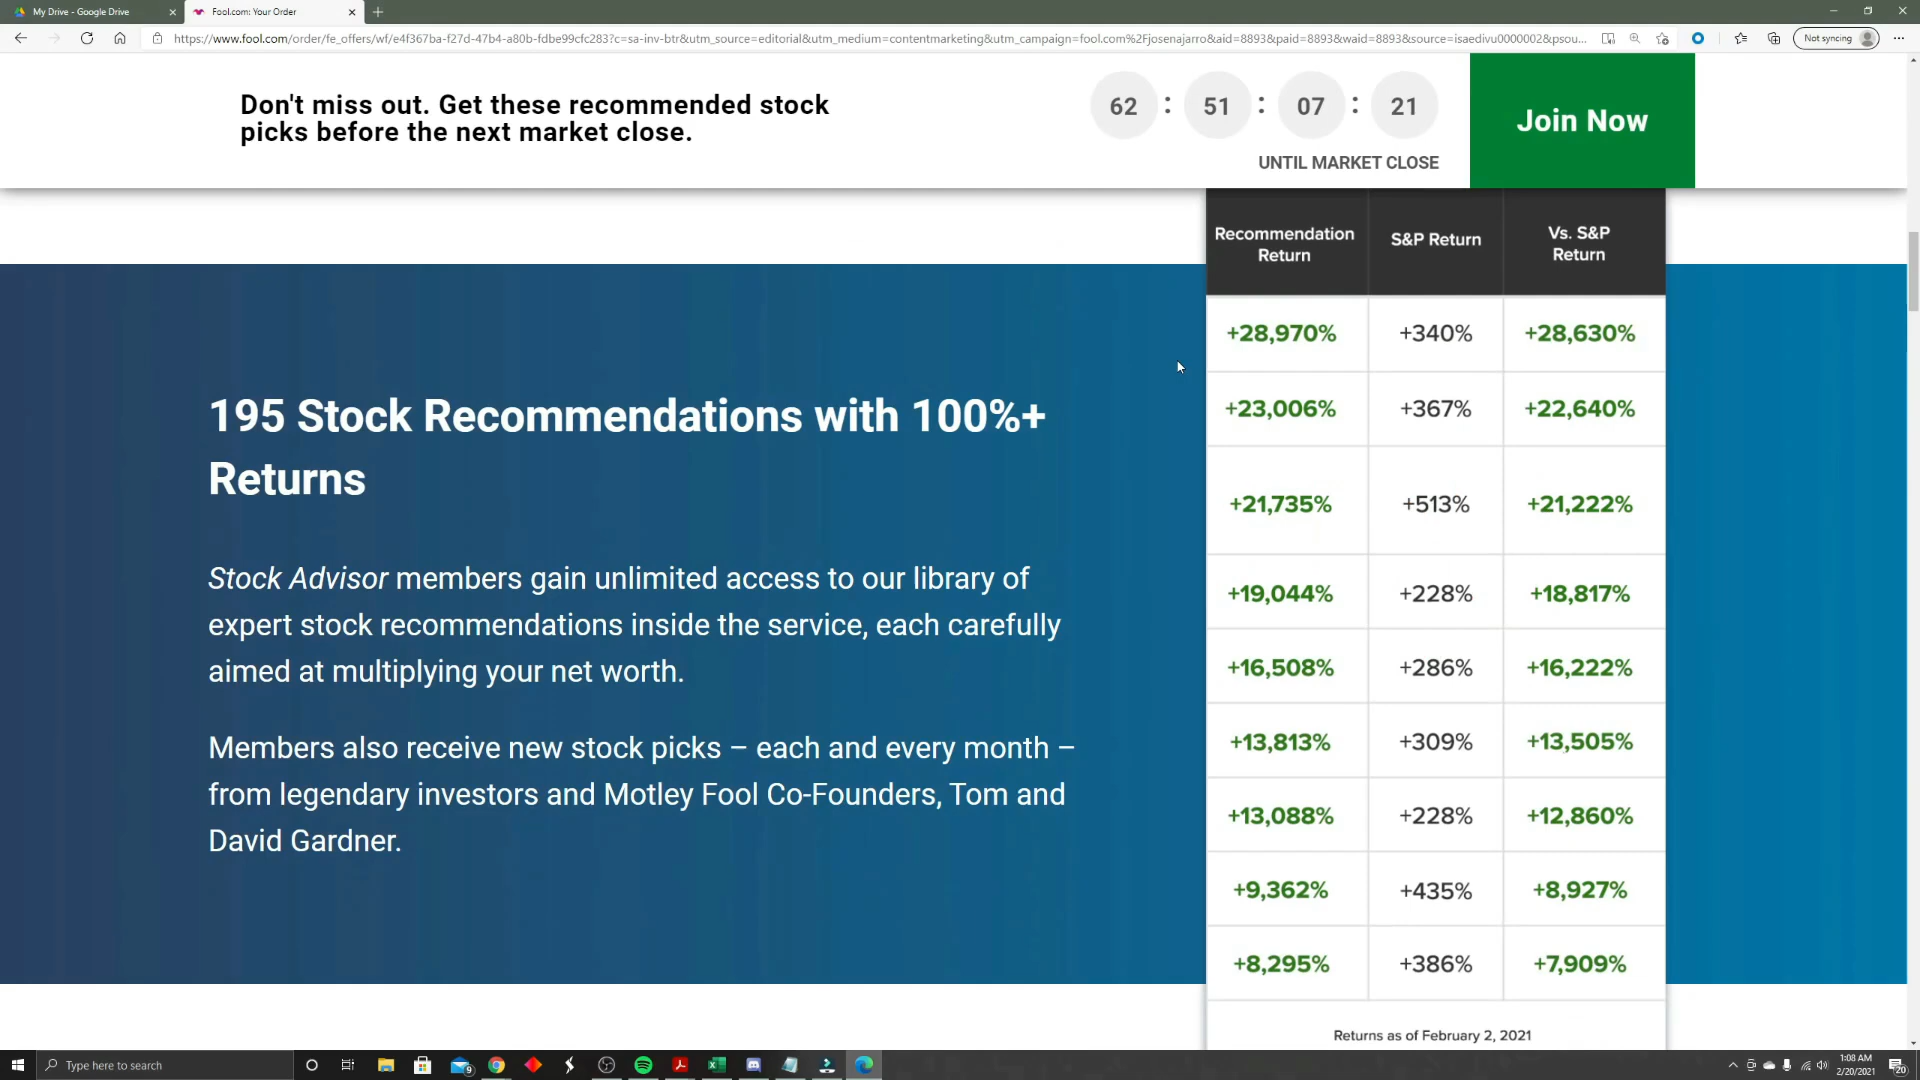 My Drive - Google Drive
Fool.com: Your Order
https://www.fool.com/order/fe_offers/wf/e4f367ba-f27d-47b4-a80b-fdbe99cfc283?c=sa-inv-btr&utm_source=editorial&utm_medium=contentmarketing&utm_campaign=fool.com%2Fjosenajarro&aid=8893&paid=8893&waid=8893&source=isaedivu0000002&psou...
Not syncing
Don't miss out. Get these recommended stock
picks before the next market close.
62 : 51 : 07 : 21
UNTIL MARKET CLOSE
Join Now
195 Stock Recommendations with 100%+
Returns
Stock Advisor members gain unlimited access to our library of
expert stock recommendations inside the service, each carefully
aimed at multiplying your net worth.
Members also receive new stock picks – each and every month –
from legendary investors and Motley Fool Co-Founders, Tom and
David Gardner.
Recommendation Return S&P Return Vs. S&P Return
+28,970% +340% +28,630%
+23,006% +367% +22,640%
+21,735% +513% +21,222%
+19,044% +228% +18,817%
+16,508% +286% +16,222%
+13,813% +309% +13,505%
+13,088% +228% +12,860%
+9,362% +435% +8,927%
+8,295% +386% +7,909%
Returns as of February 2, 2021
Type here to search
9
1:08 AM
2/20/2021
20